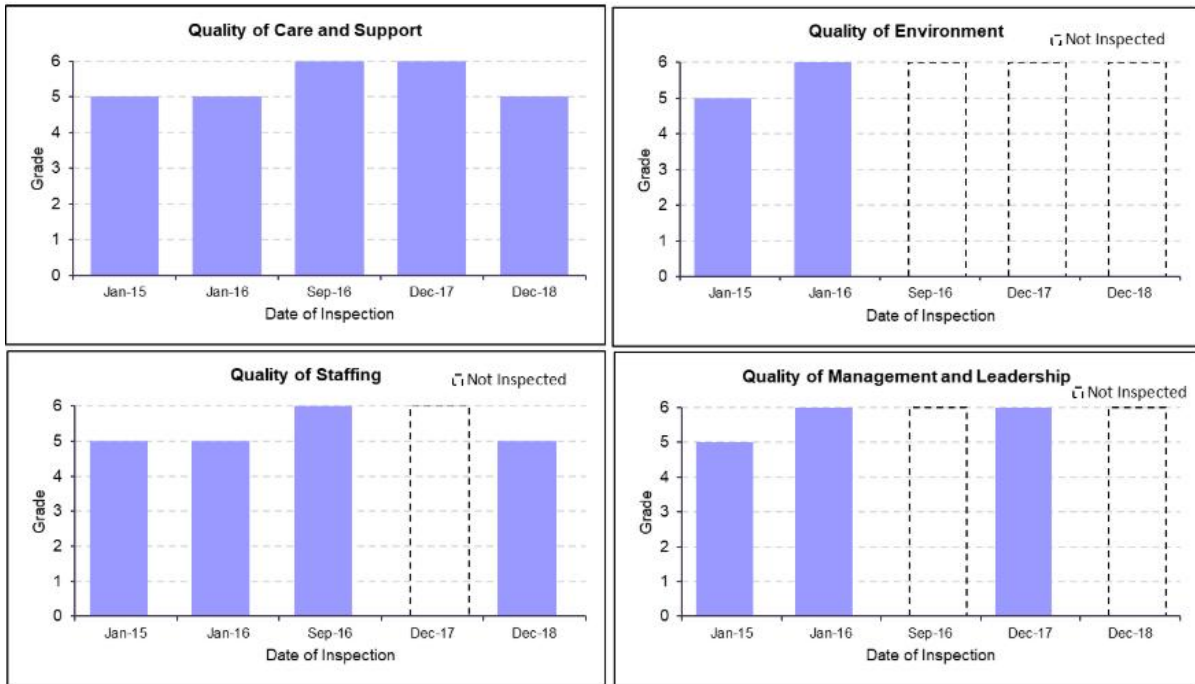 Quality of Care and Support
6
5
4
3
2
1
0
Grade
Jan-15 Jan-16 Sep-16 Dec-17 Dec-18
Date of Inspection
Quality of Environment
Not Inspected
6
5
4
3
2
1
0
Grade
Jan-15 Jan-16 Sep-16 Dec-17 Dec-18
Date of Inspection
Quality of Staffing
Not Inspected
6
5
4
3
2
1
0
Grade
Jan-15 Jan-16 Sep-16 Dec-17 Dec-18
Date of Inspection
Quality of Management and Leadership
Not Inspected
6
5
4
3
2
1
0
Grade
Jan-15 Jan-16 Sep-16 Dec-17 Dec-18
Date of Inspection